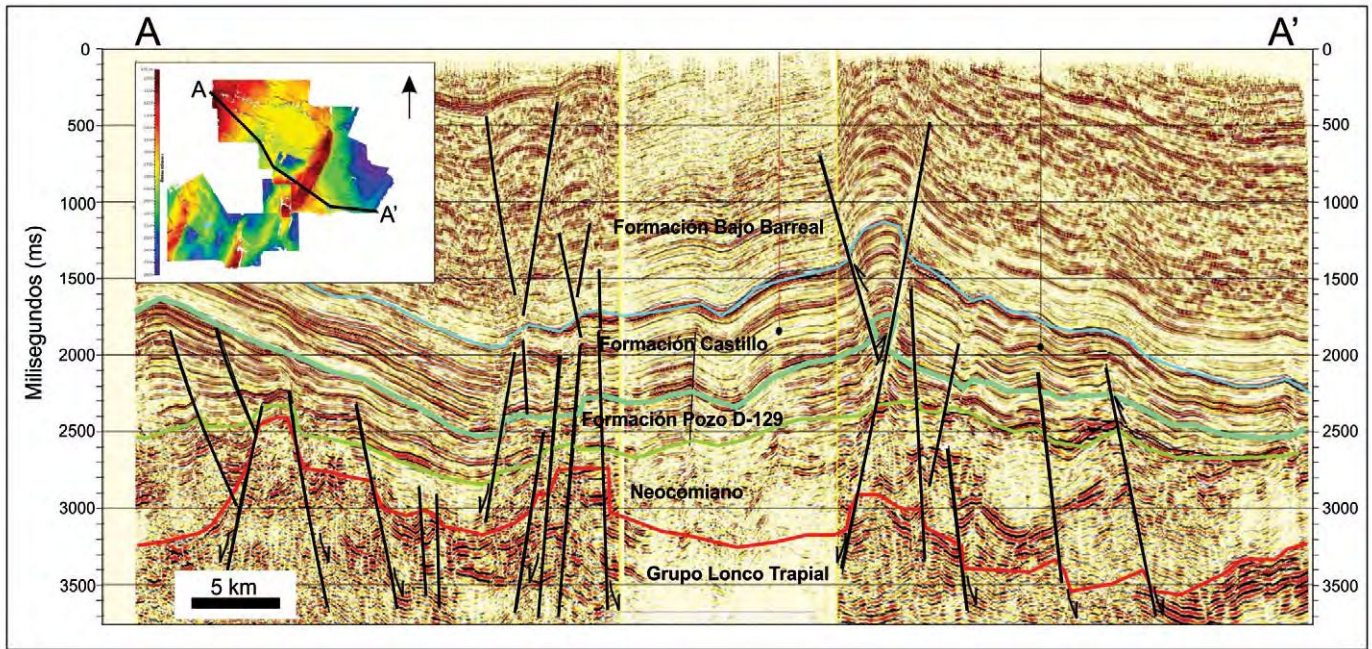 A
A'
0
500
1000
1500
2000
2500
3000
3500
Milisegundos (ms)
A
A'
Formación Bajo Barreal
Formación Castillo
Formación Pozo D-129
Neocomiano
Grupo Lonco Trapial
5 km
0
500
1000
1500
2000
2500
3000
3500